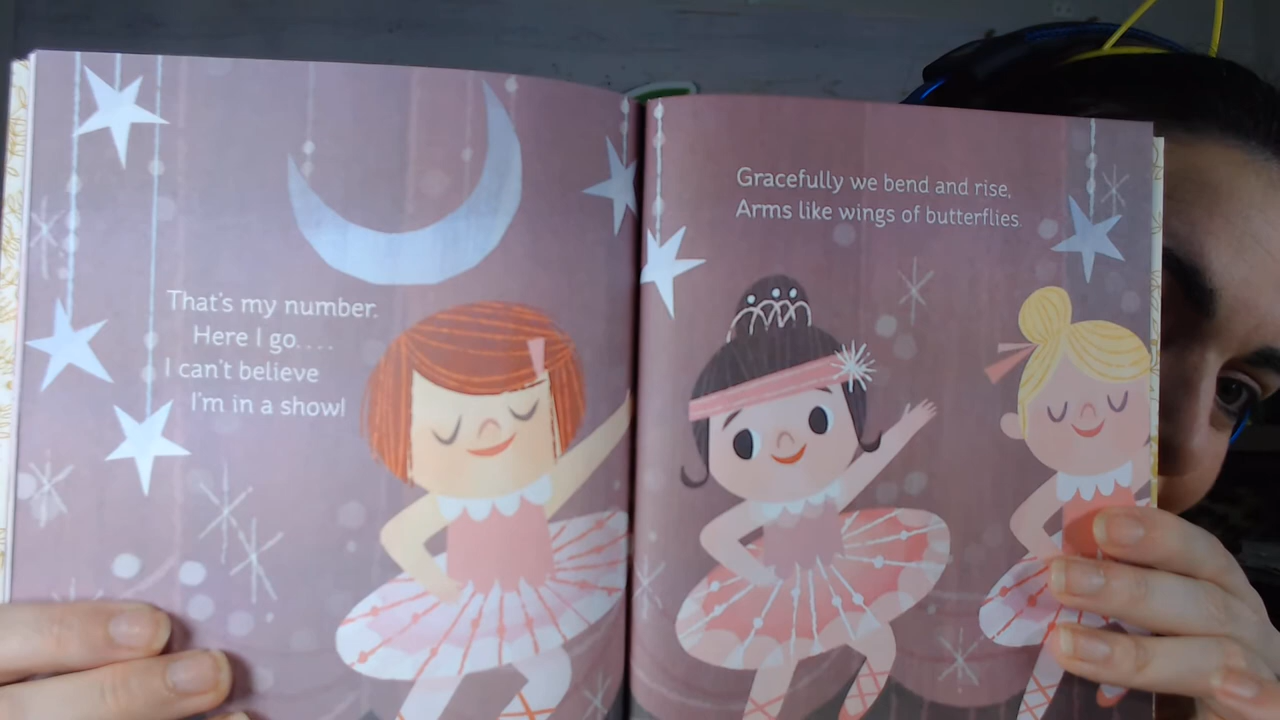 That's my number.
Here I go....
I can't believe
I'm in a show!
Gracefully we bend and rise,
Arms like wings of butterflies.